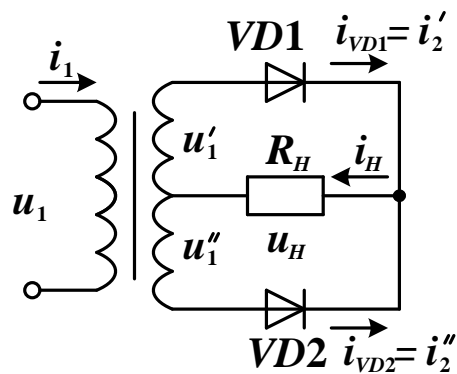 VD1
i_VD1 = i_2′
i_1
u_1′
R_H
i_H
u_1
u_1″
u_H
VD2
i_VD2 = i_2″